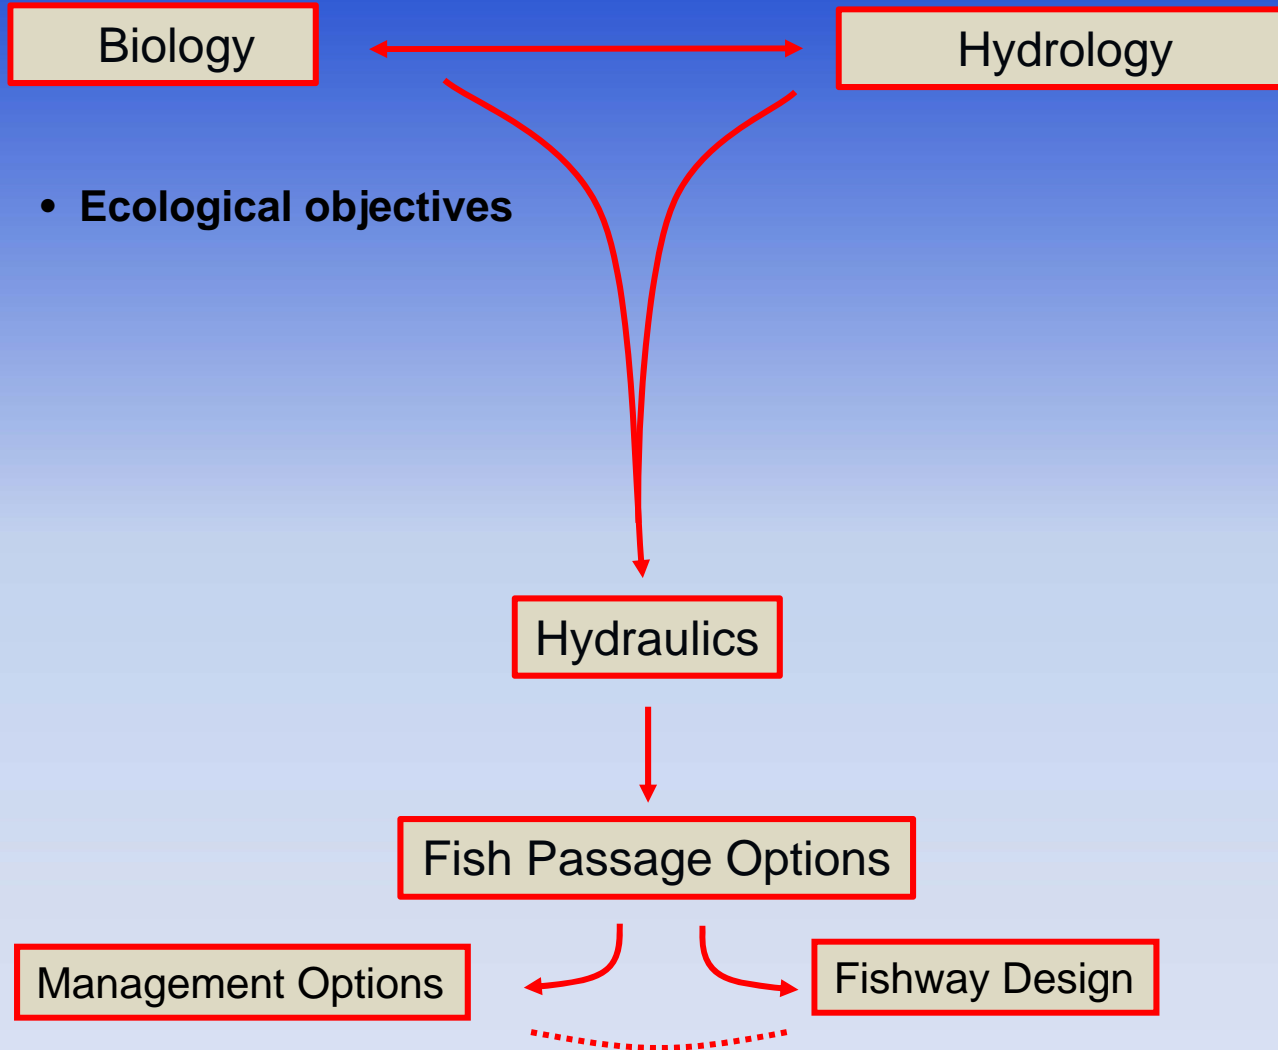 Biology
Hydrology
• Ecological objectives
Hydraulics
Fish Passage Options
Management Options
Fishway Design